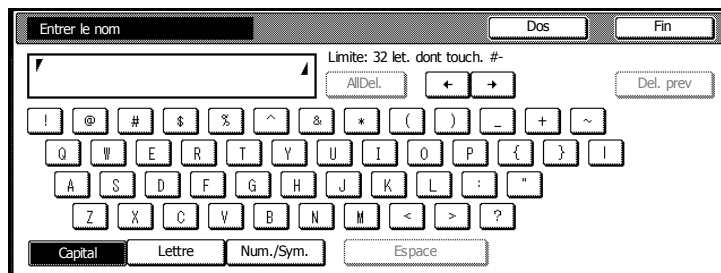 Entrer le nom Dos Fin
Limite: 32 let. dont touch. #-
AllDel. ← → Del. prev
! @ # $ % ^ & * ( ) _ + ~
Q W E R T Y U I O P { } |
A S D F G H J K L : "
Z X C V B N M < > ?
Capital Lettre Num./Sym. Espace